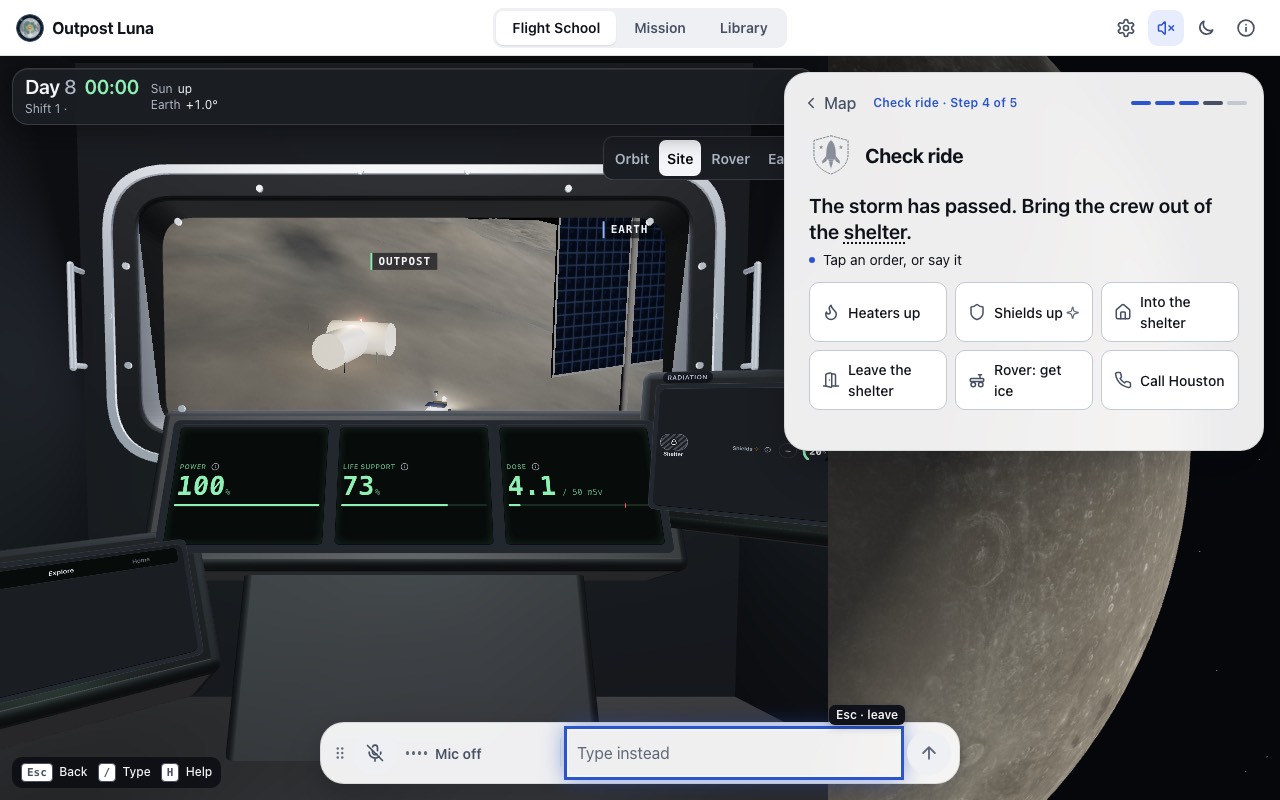 Outpost Luna
Flight School
Mission
Library
Day 8 00:00
Shift 1 ·
Sun up
Earth +1.0°
Orbit
Site
Rover
Map
Check ride · Step 4 of 5
Check ride
The storm has passed. Bring the crew out of
the shelter.
Tap an order, or say it
Heaters up
Shields up
Into the
shelter
Leave the
shelter
Rover: get
ice
Call Houston
EARTH
OUTPOST
RADIATION
Shelter
Shields
POWER
100%
LIFE SUPPORT
73%
DOSE
4.1 / 50 mSv
Explore
Esc · leave
Mic off
Type instead
Esc Back
/ Type
H Help